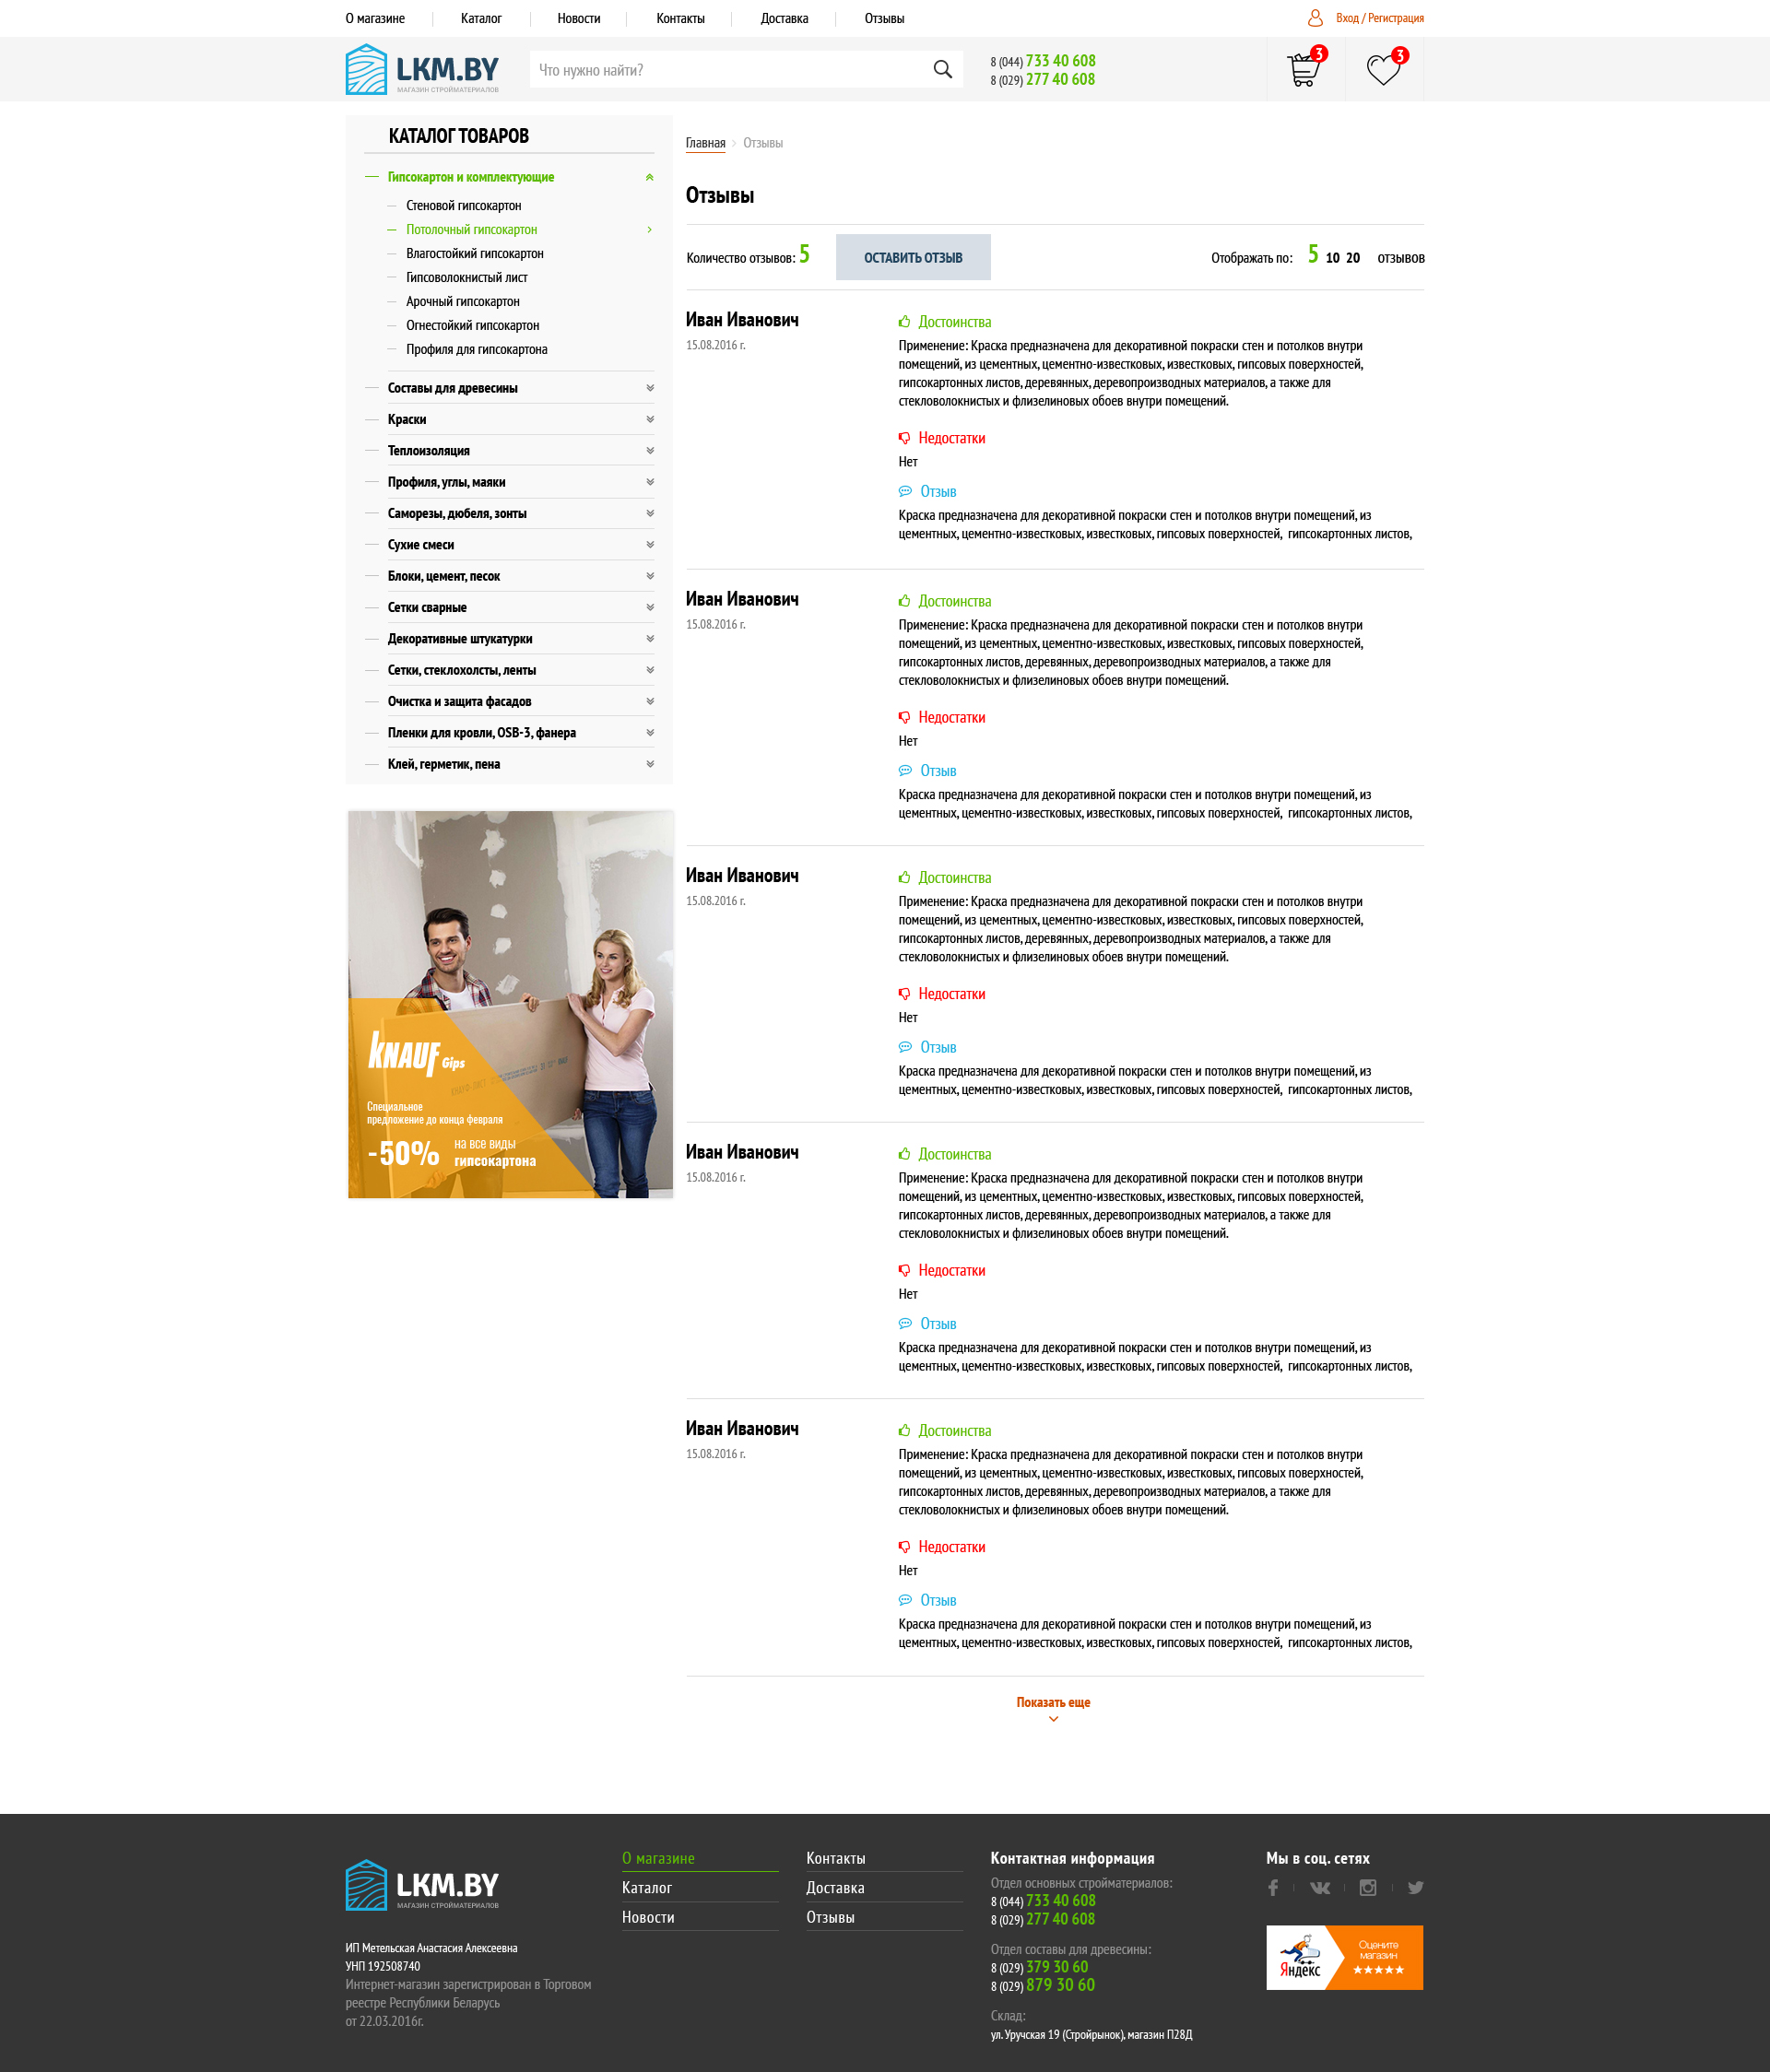 О магазине
Каталог
Новости
Контакты
Доставка
Отзывы
Вход / Регистрация
LKM.BY
МАГАЗИН СТРОЙМАТЕРИАЛОВ
Что нужно найти?
8 (044) 733 40 608
8 (029) 277 40 608
3
3
КАТАЛОГ ТОВАРОВ
Гипсокартон и комплектующие
Стеновой гипсокартон
Потолочный гипсокартон
Влагостойкий гипсокартон
Гипсоволокнистый лист
Арочный гипсокартон
Огнестойкий гипсокартон
Профиля для гипсокартона
Составы для древесины
Краски
Теплоизоляция
Профиля, углы, маяки
Саморезы, дюбеля, зонты
Сухие смеси
Блоки, цемент, песок
Сетки сварные
Декоративные штукатурки
Сетки, стеклохолсты, ленты
Очистка и защита фасадов
Пленки для кровли, OSB-3, фанера
Клей, герметик, пена
KNAUF Gips
Специальное
предложение до конца февраля
-50%
на все виды
гипсокартона
Главная > Отзывы
Отзывы
Количество отзывов: 5
ОСТАВИТЬ ОТЗЫВ
Отображать по: 5 10 20 отзывов
Иван Иванович
15.08.2016 г.
Достоинства
Применение: Краска предназначена для декоративной покраски стен и потолков внутри
помещений, из цементных, цементно-известковых, известковых, гипсовых поверхностей,
гипсокартонных листов, деревянных, деревопроизводных материалов, а также для
стекловолокнистых и флизелиновых обоев внутри помещений.
Недостатки
Нет
Отзыв
Краска предназначена для декоративной покраски стен и потолков внутри помещений, из
цементных, цементно-известковых, известковых, гипсовых поверхностей, гипсокартонных листов,
Иван Иванович
15.08.2016 г.
Достоинства
Применение: Краска предназначена для декоративной покраски стен и потолков внутри
помещений, из цементных, цементно-известковых, известковых, гипсовых поверхностей,
гипсокартонных листов, деревянных, деревопроизводных материалов, а также для
стекловолокнистых и флизелиновых обоев внутри помещений.
Недостатки
Нет
Отзыв
Краска предназначена для декоративной покраски стен и потолков внутри помещений, из
цементных, цементно-известковых, известковых, гипсовых поверхностей, гипсокартонных листов,
Иван Иванович
15.08.2016 г.
Достоинства
Применение: Краска предназначена для декоративной покраски стен и потолков внутри
помещений, из цементных, цементно-известковых, известковых, гипсовых поверхностей,
гипсокартонных листов, деревянных, деревопроизводных материалов, а также для
стекловолокнистых и флизелиновых обоев внутри помещений.
Недостатки
Нет
Отзыв
Краска предназначена для декоративной покраски стен и потолков внутри помещений, из
цементных, цементно-известковых, известковых, гипсовых поверхностей, гипсокартонных листов,
Иван Иванович
15.08.2016 г.
Достоинства
Применение: Краска предназначена для декоративной покраски стен и потолков внутри
помещений, из цементных, цементно-известковых, известковых, гипсовых поверхностей,
гипсокартонных листов, деревянных, деревопроизводных материалов, а также для
стекловолокнистых и флизелиновых обоев внутри помещений.
Недостатки
Нет
Отзыв
Краска предназначена для декоративной покраски стен и потолков внутри помещений, из
цементных, цементно-известковых, известковых, гипсовых поверхностей, гипсокартонных листов,
Иван Иванович
15.08.2016 г.
Достоинства
Применение: Краска предназначена для декоративной покраски стен и потолков внутри
помещений, из цементных, цементно-известковых, известковых, гипсовых поверхностей,
гипсокартонных листов, деревянных, деревопроизводных материалов, а также для
стекловолокнистых и флизелиновых обоев внутри помещений.
Недостатки
Нет
Отзыв
Краска предназначена для декоративной покраски стен и потолков внутри помещений, из
цементных, цементно-известковых, известковых, гипсовых поверхностей, гипсокартонных листов,
Показать еще
LKM.BY
МАГАЗИН СТРОЙМАТЕРИАЛОВ
ИП Метельская Анастасия Алексеевна
УНП 192508740
Интернет-магазин зарегистрирован в Торговом
реестре Республики Беларусь
от 22.03.2016г.
О магазине
Каталог
Новости
Контакты
Доставка
Отзывы
Контактная информация
Отдел основных стройматериалов:
8 (044) 733 40 608
8 (029) 277 40 608
Отдел составы для древесины:
8 (029) 379 30 60
8 (029) 879 30 60
Склад:
ул. Уручская 19 (Стройрынок), магазин П28Д
Мы в соц. сетях
Яндекс
Оцените
магазин